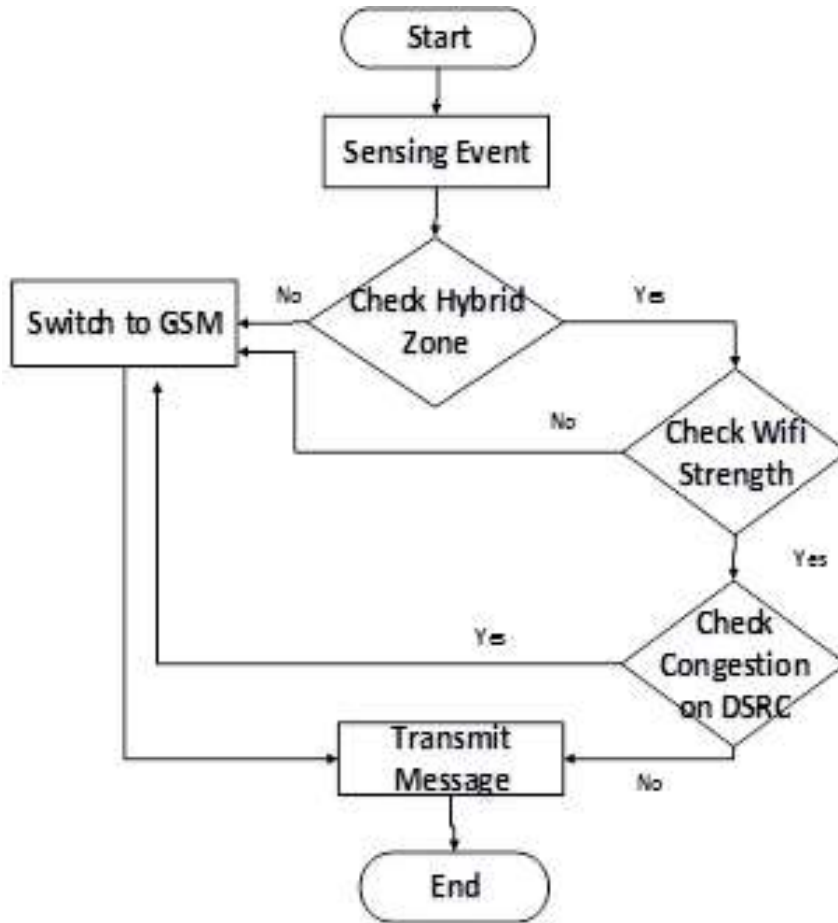 Start
Sensing Event
No
Check Hybrid
Zone
Yes
Switch to GSM
No
Check Wifi
Strength
Yes
Yes
Check
Congestion
on DSRC
Transmit
Message
No
End